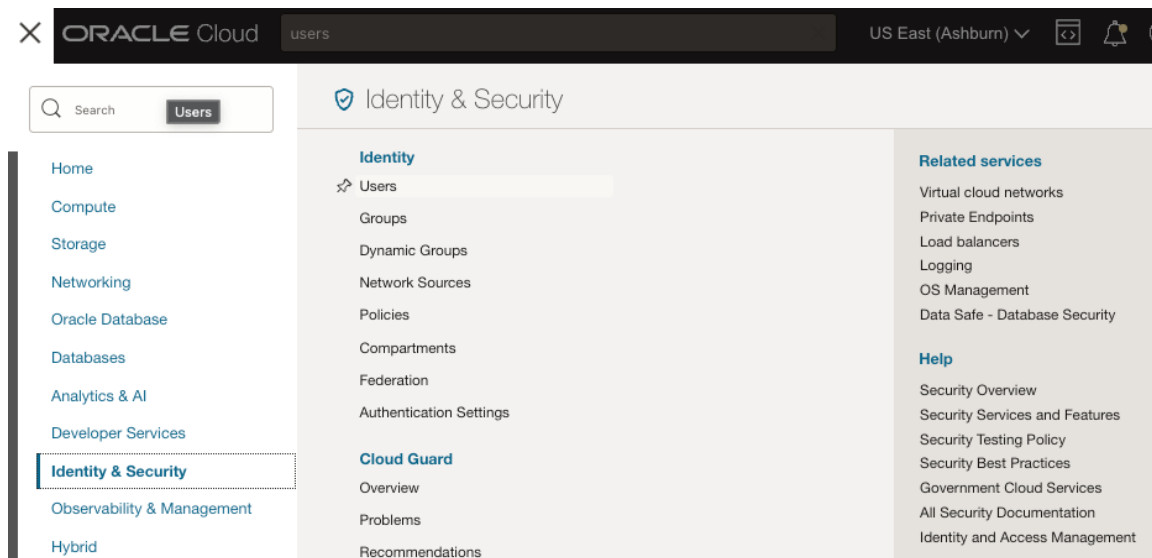 ORACLE Cloud
users
US East (Ashburn)
Search
Users
Home
Compute
Storage
Networking
Oracle Database
Databases
Analytics & AI
Developer Services
Identity & Security
Observability & Management
Hybrid
Identity & Security
Identity
Users
Groups
Dynamic Groups
Network Sources
Policies
Compartments
Federation
Authentication Settings
Cloud Guard
Overview
Problems
Recommendations
Related services
Virtual cloud networks
Private Endpoints
Load balancers
Logging
OS Management
Data Safe - Database Security
Help
Security Overview
Security Services and Features
Security Testing Policy
Security Best Practices
Government Cloud Services
All Security Documentation
Identity and Access Management